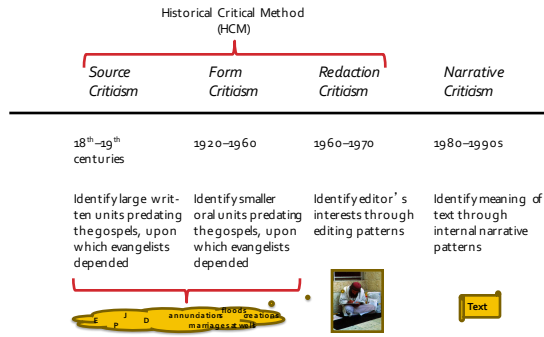 Historical Critical Method
(HCM)
Source
Criticism
Form
Criticism
Redaction
Criticism
Narrative
Criticism
18th–19th
centuries
1920–1960
1960–1970
1980–1990s
Identify large writ-
ten units predating
the gospels, upon
which evangelists
depended
Identify smaller
oral units predating
the gospels, upon
which evangelists
depended
Identify editor's
interests through
editing patterns
Identify meaning of
text through
internal narrative
patterns
E
J
P
D
annunciations
floods
creations
marriages at wells
Text